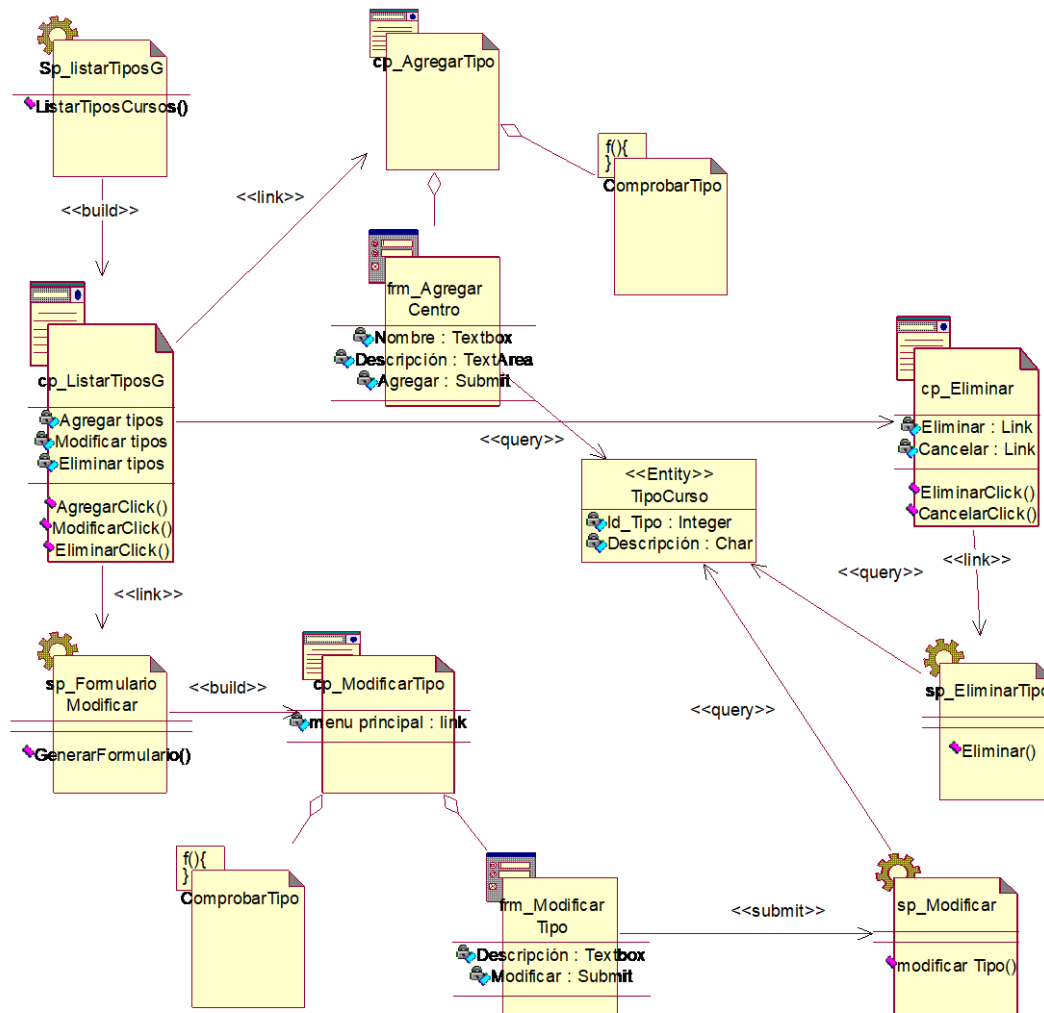 Sp_listarTiposG
ListarTiposCursos()
<<build>>
cp_AgregarTipo
<<link>>
f(){
}
ComprobarTipo
frm_Agregar
Centro
Nombre : Textbox
Descripción : TextArea
Agregar : Submit
cp_ListarTiposG
Agregar tipos
Modificar tipos
Eliminar tipos
AgregarClick()
ModificarClick()
EliminarClick()
<<query>>
cp_Eliminar
Eliminar : Link
Cancelar : Link
EliminarClick()
CancelarClick()
<<Entity>>
TipoCurso
Id_Tipo : Integer
Descripción : Char
<<query>>
<<link>>
<<link>>
sp_Formulario
Modificar
GenerarFormulario()
<<build>>
cp_ModificarTipo
menu principal : link
<<query>>
sp_EliminarTipo
Eliminar()
f(){
}
ComprobarTipo
frm_Modificar
Tipo
Descripción : Textbox
Modificar : Submit
<<submit>>
sp_Modificar
modificar Tipo()